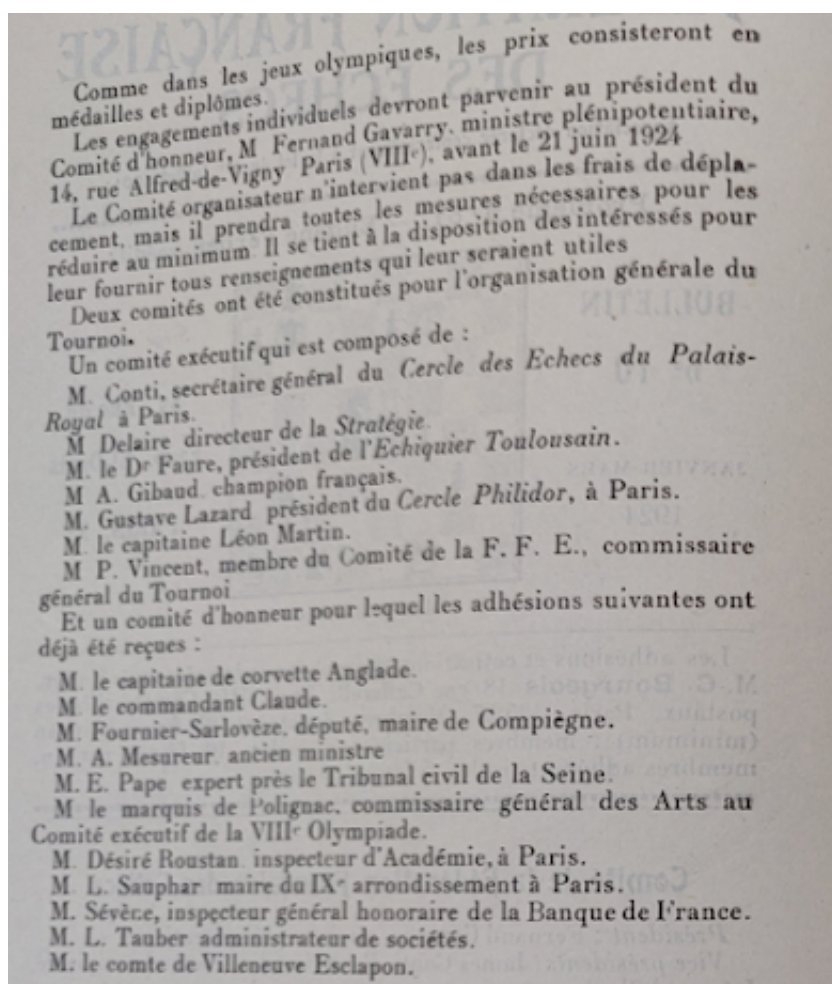 Comme dans les jeux olympiques, les prix consisteront en
médailles et diplômes.
Les engagements individuels devront parvenir au président du
Comité d'honneur, M Fernand Gavarry, ministre plénipotentiaire,
14, rue Alfred-de-Vigny Paris (VIIIe), avant le 21 juin 1924
Le Comité organisateur n'intervient pas dans les frais de dépla-
cement, mais il prendra toutes les mesures nécessaires pour les
réduire au minimum Il se tient à la disposition des intéressés pour
leur fournir tous renseignements qui leur seraient utiles
Deux comités ont été constitués pour l'organisation générale du
Tournoi.
Un comité exécutif qui est composé de :
M. Conti, secrétaire général du Cercle des Echecs du Palais-
Royal à Paris.
M Delaire directeur de la Stratégie.
M. le Dr Faure, président de l'Echiquier Toulousain.
M A. Gibaud champion français.
M. Gustave Lazard président du Cercle Philidor, à Paris.
M. le capitaine Léon Martin.
M P. Vincent, membre du Comité de la F. F. E., commissaire
général du Tournoi
Et un comité d'honneur pour lequel les adhésions suivantes ont
déjà été reçues :
M. le capitaine de corvette Anglade.
M. le commandant Claude.
M. Fournier-Sarlovèze, député, maire de Compiègne.
M. A. Mesureur, ancien ministre
M. E. Pape expert près le Tribunal civil de la Seine.
M le marquis de Polignac, commissaire général des Arts au
Comité exécutif de la VIIIe Olympiade.
M. Désiré Roustan inspecteur d'Académie, à Paris.
M. L. Sauphar maire du IXe arrondissement à Paris.
M. Sévène, inspecteur général honoraire de la Banque de France.
M. L. Tauber administrateur de sociétés.
M. le comte de Villeneuve Esclapon.